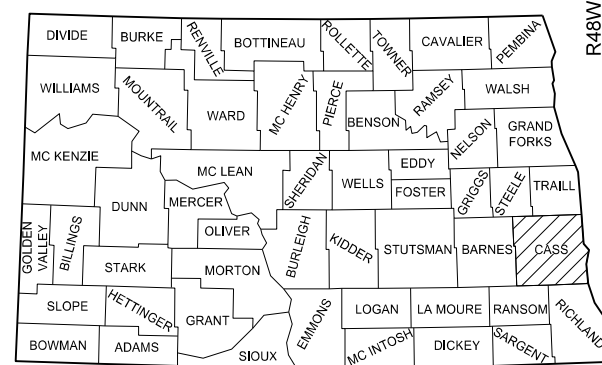 DIVIDE
BURKE
RENVILLE
BOTTINEAU
ROLLETTE
TOWNER
CAVALIER
PEMBINA
R48W
WILLIAMS
MOUNTRAIL
WARD
MC HENRY
PIERCE
BENSON
RAMSEY
WALSH
NELSON
GRAND
FORKS
MC KENZIE
DUNN
MC LEAN
MERCER
OLIVER
SHERIDAN
WELLS
EDDY
FOSTER
GRIGGS
STEELE
TRAILL
GOLDEN
VALLEY
BILLINGS
STARK
MORTON
BURLEIGH
KIDDER
STUTSMAN
BARNES
CASS
SLOPE
HETTINGER
GRANT
EMMONS
LOGAN
LA MOURE
RANSOM
RICHLAND
BOWMAN
ADAMS
SIOUX
MC INTOSH
DICKEY
SARGENT